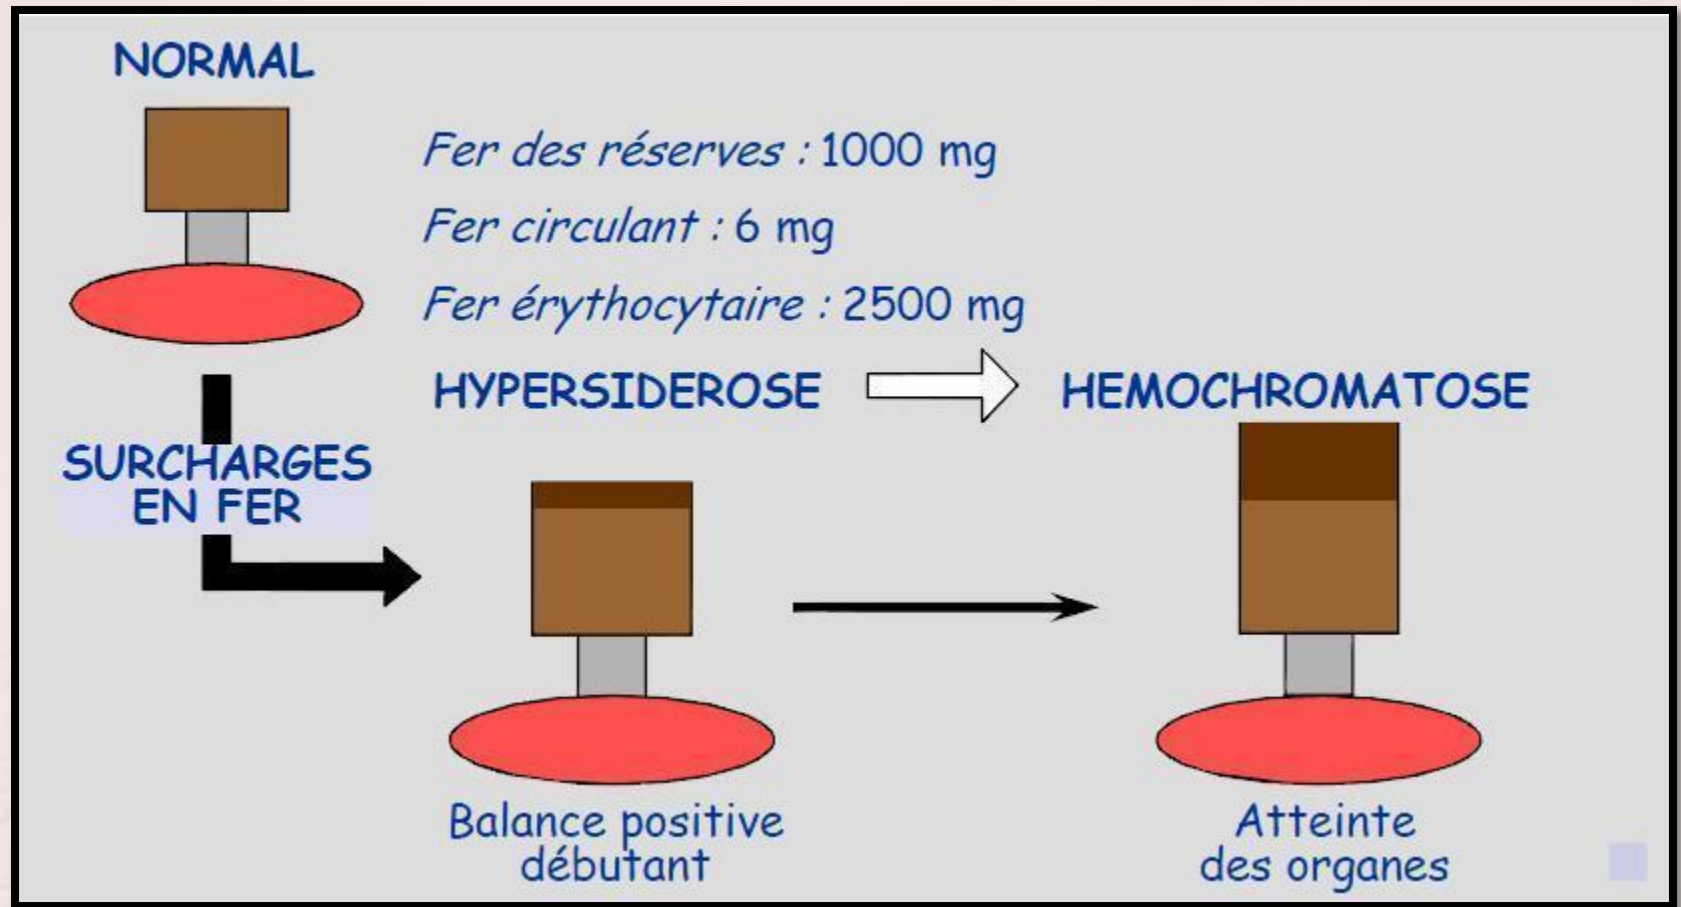 NORMAL
Fer des réserves : 1000 mg
Fer circulant : 6 mg
Fer érythocytaire : 2500 mg
HYPERSIDEROSE
HEMOCHROMATOSE
SURCHARGES
EN FER
Balance positive
débutant
Atteinte
des organes